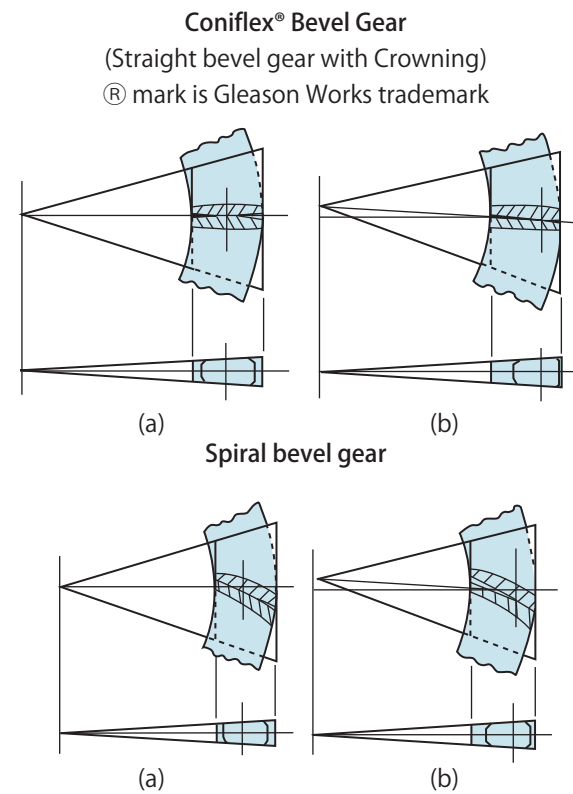 Coniflex® Bevel Gear
(Straight bevel gear with Crowning)
Ⓡ mark is Gleason Works trademark
(a) (b)
Spiral bevel gear
(a) (b)